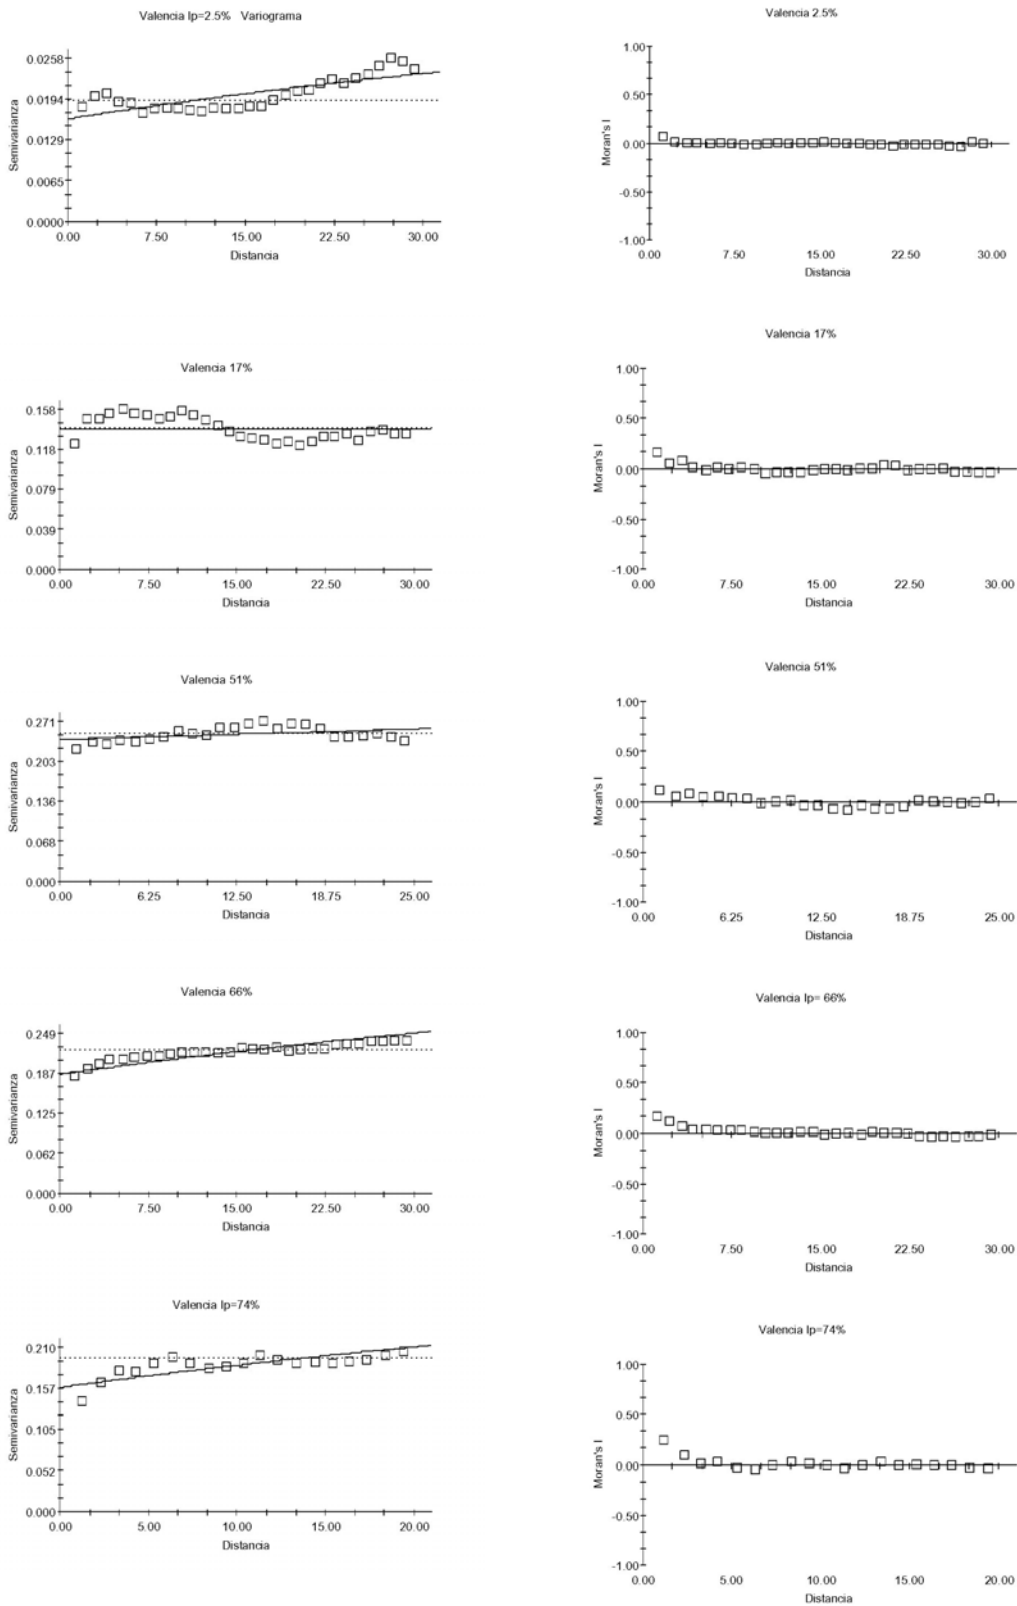 Valencia Ip=2.5%   Variograma
0.0258
0.0194
0.0129
0.0065
0.0000
Semivarianza
0.00 7.50 15.00 22.50 30.00
Distancia
Valencia 2.5%
1.00
0.50
0.00
-0.50
-1.00
Moran's I
0.00 7.50 15.00 22.50 30.00
Distancia
Valencia 17%
0.158
0.118
0.079
0.039
0.000
Semivarianza
0.00 7.50 15.00 22.50 30.00
Distancia
Valencia 17%
1.00
0.50
0.00
-0.50
-1.00
Moran's I
0.00 7.50 15.00 22.50 30.00
Distancia
Valencia 51%
0.271
0.203
0.136
0.068
0.000
Semivarianza
0.00 6.25 12.50 18.75 25.00
Distancia
Valencia 51%
1.00
0.50
0.00
-0.50
-1.00
Moran's I
0.00 6.25 12.50 18.75 25.00
Distancia
Valencia 66%
0.249
0.187
0.125
0.062
0.000
Semivarianza
0.00 7.50 15.00 22.50 30.00
Distancia
Valencia Ip= 66%
1.00
0.50
0.00
-0.50
-1.00
Moran's I
0.00 7.50 15.00 22.50 30.00
Distancia
Valencia Ip=74%
0.210
0.157
0.105
0.052
0.000
Semivarianza
0.00 5.00 10.00 15.00 20.00
Distancia
Valencia Ip=74%
1.00
0.50
0.00
-0.50
-1.00
Moran's I
0.00 5.00 10.00 15.00 20.00
Distancia